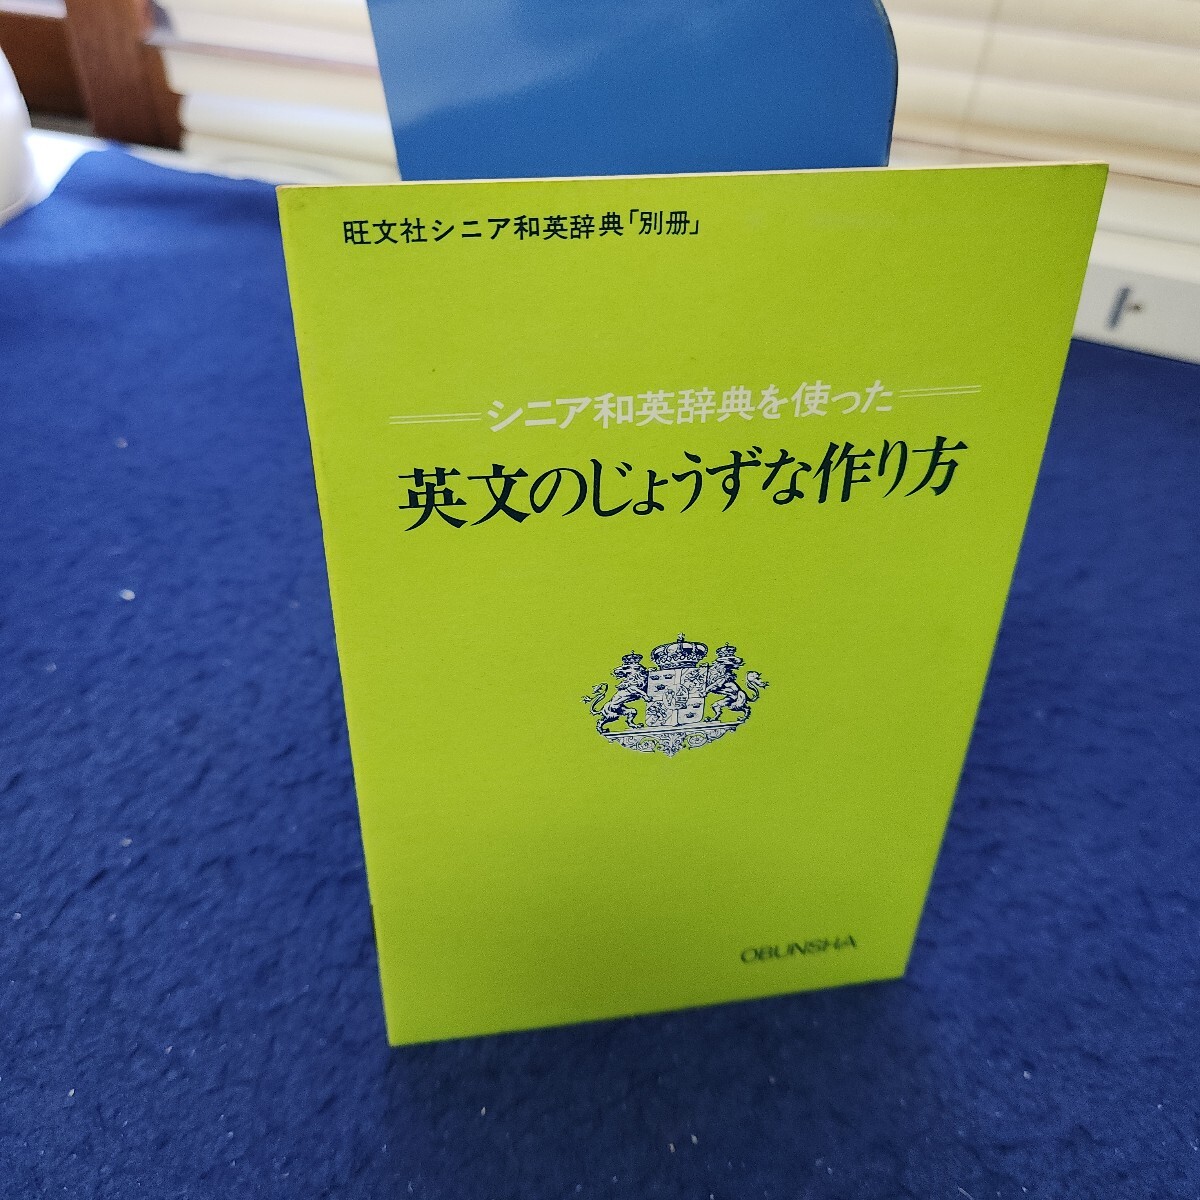 旺文社シニア和英辞典「別冊」
シニア和英辞典を使った
英文のじょうずな作り方
OBUNSHA